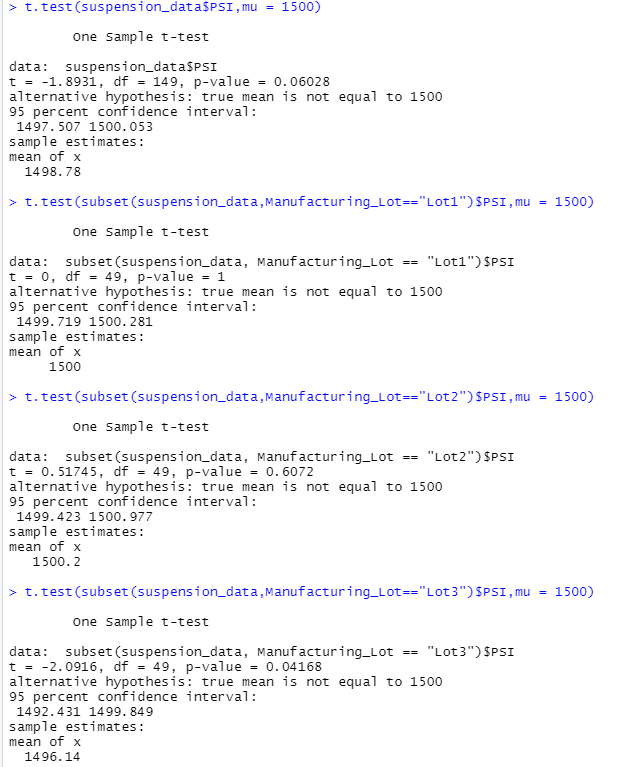 > t.test(suspension_data$PSI,mu = 1500)
One Sample t-test
data:  suspension_data$PSI
t = -1.8931, df = 149, p-value = 0.06028
alternative hypothesis: true mean is not equal to 1500
95 percent confidence interval:
1497.507 1500.053
sample estimates:
mean of x
1498.78
> t.test(subset(suspension_data,Manufacturing_Lot=="Lot1")$PSI,mu = 1500)
One Sample t-test
data:  subset(suspension_data, Manufacturing_Lot == "Lot1")$PSI
t = 0, df = 49, p-value = 1
alternative hypothesis: true mean is not equal to 1500
95 percent confidence interval:
1499.719 1500.281
sample estimates:
mean of x
1500
> t.test(subset(suspension_data,Manufacturing_Lot=="Lot2")$PSI,mu = 1500)
One Sample t-test
data:  subset(suspension_data, Manufacturing_Lot == "Lot2")$PSI
t = 0.51745, df = 49, p-value = 0.6072
alternative hypothesis: true mean is not equal to 1500
95 percent confidence interval:
1499.423 1500.977
sample estimates:
mean of x
1500.2
> t.test(subset(suspension_data,Manufacturing_Lot=="Lot3")$PSI,mu = 1500)
One Sample t-test
data:  subset(suspension_data, Manufacturing_Lot == "Lot3")$PSI
t = -2.0916, df = 49, p-value = 0.04168
alternative hypothesis: true mean is not equal to 1500
95 percent confidence interval:
1492.431 1499.849
sample estimates:
mean of x
1496.14